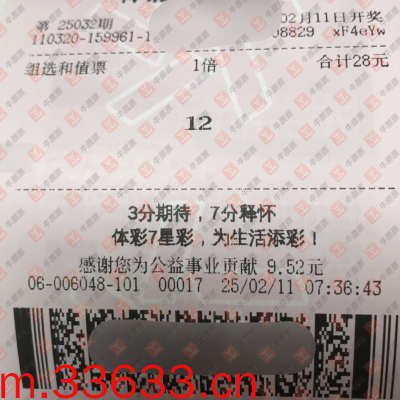 第 25032期
02月11日开奖
110320-159961-1
08829 xF4eYw
组选和值票 1倍 合计28元
12
3分期待，7分释怀
体彩7星彩，为生活添彩！
感谢您为公益事业贡献 9.52元
06-006048-101 00017 25/02/11 07:36:43
m.33633.cn